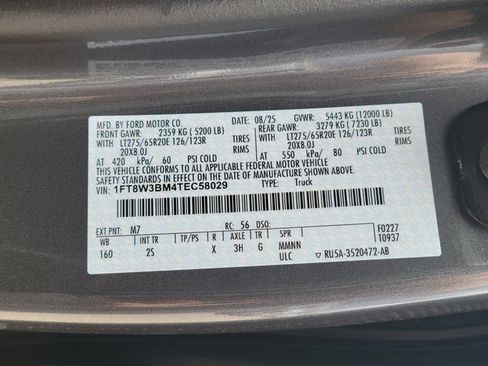 MFD. BY FORD MOTOR CO. DATE: 08/25 GVWR: 5443 KG (12000 LB)
FRONT GAWR: 2359 KG ( 5200 LB) REAR GAWR: 3279 KG ( 7230 LB)
WITH LT275/65R20E 126/123R WITH LT275/65R20E 126/123R
20X8.0J 20X8.0J
AT 420 kPa/ 60 PSI COLD AT 550 kPa/ 80 PSI COLD
THIS VEHICLE CONFORMS TO ALL APPLICABLE FEDERAL MOTOR VEHICLE SAFETY STANDARDS IN EFFECT ON THE DATE OF MANUFACTURE SHOWN ABOVE.
VIN: 1FT8W3BM4TEC58029 TYPE: Truck
EXT PNT: M7 RC: 56 DSO: F0227
WB INT TR TP/PS R AXLE TR SPR T0937
160 2S X 3H G MMNN
ULC ▽ RU5A-3520472-AB